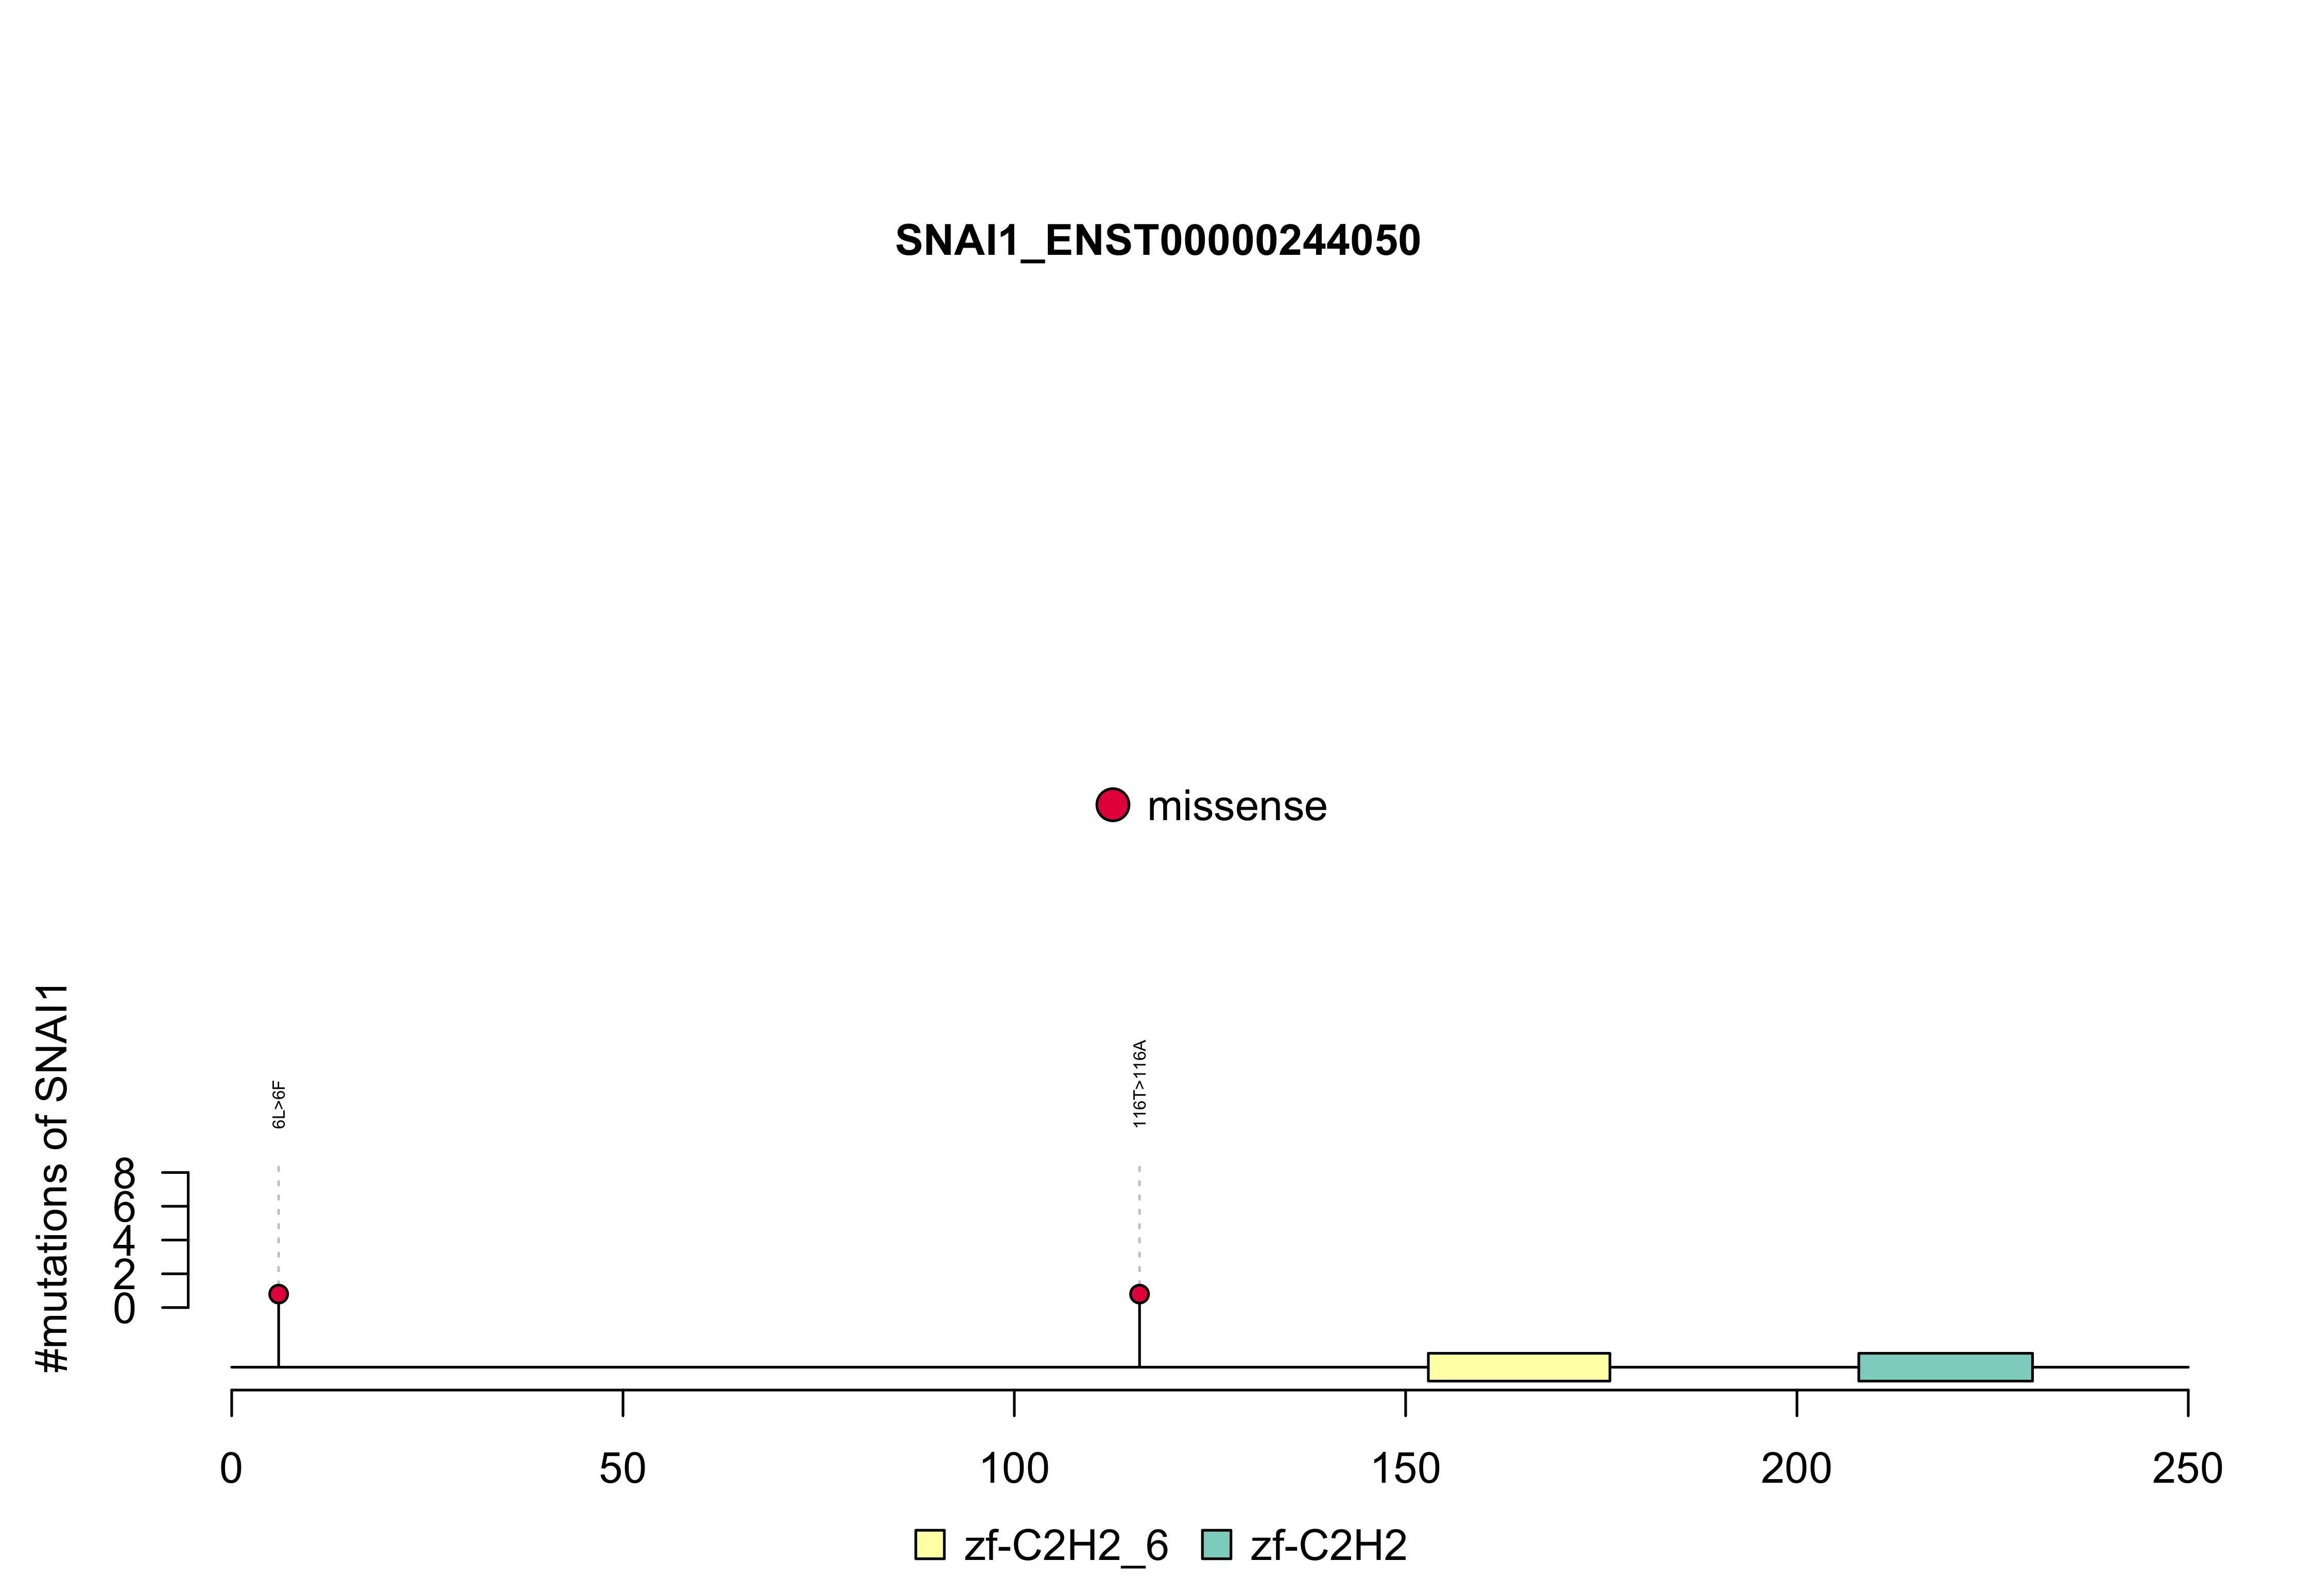 SNAI1_ENST00000244050
missense
#mutations of SNAI1
6L>6F
116T>116A
8
6
4
2
0
0 50 100 150 200 250
zf-C2H2_6 zf-C2H2